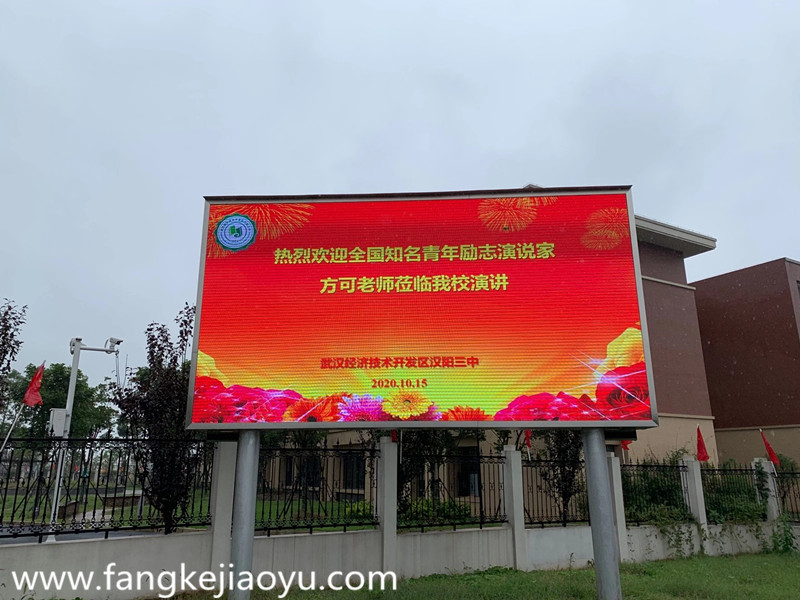 热烈欢迎全国知名青年励志演说家
方可老师莅临我校演讲
武汉经济技术开发区汉阳三中
2020.10.15
www.fangkejiaoyu.com